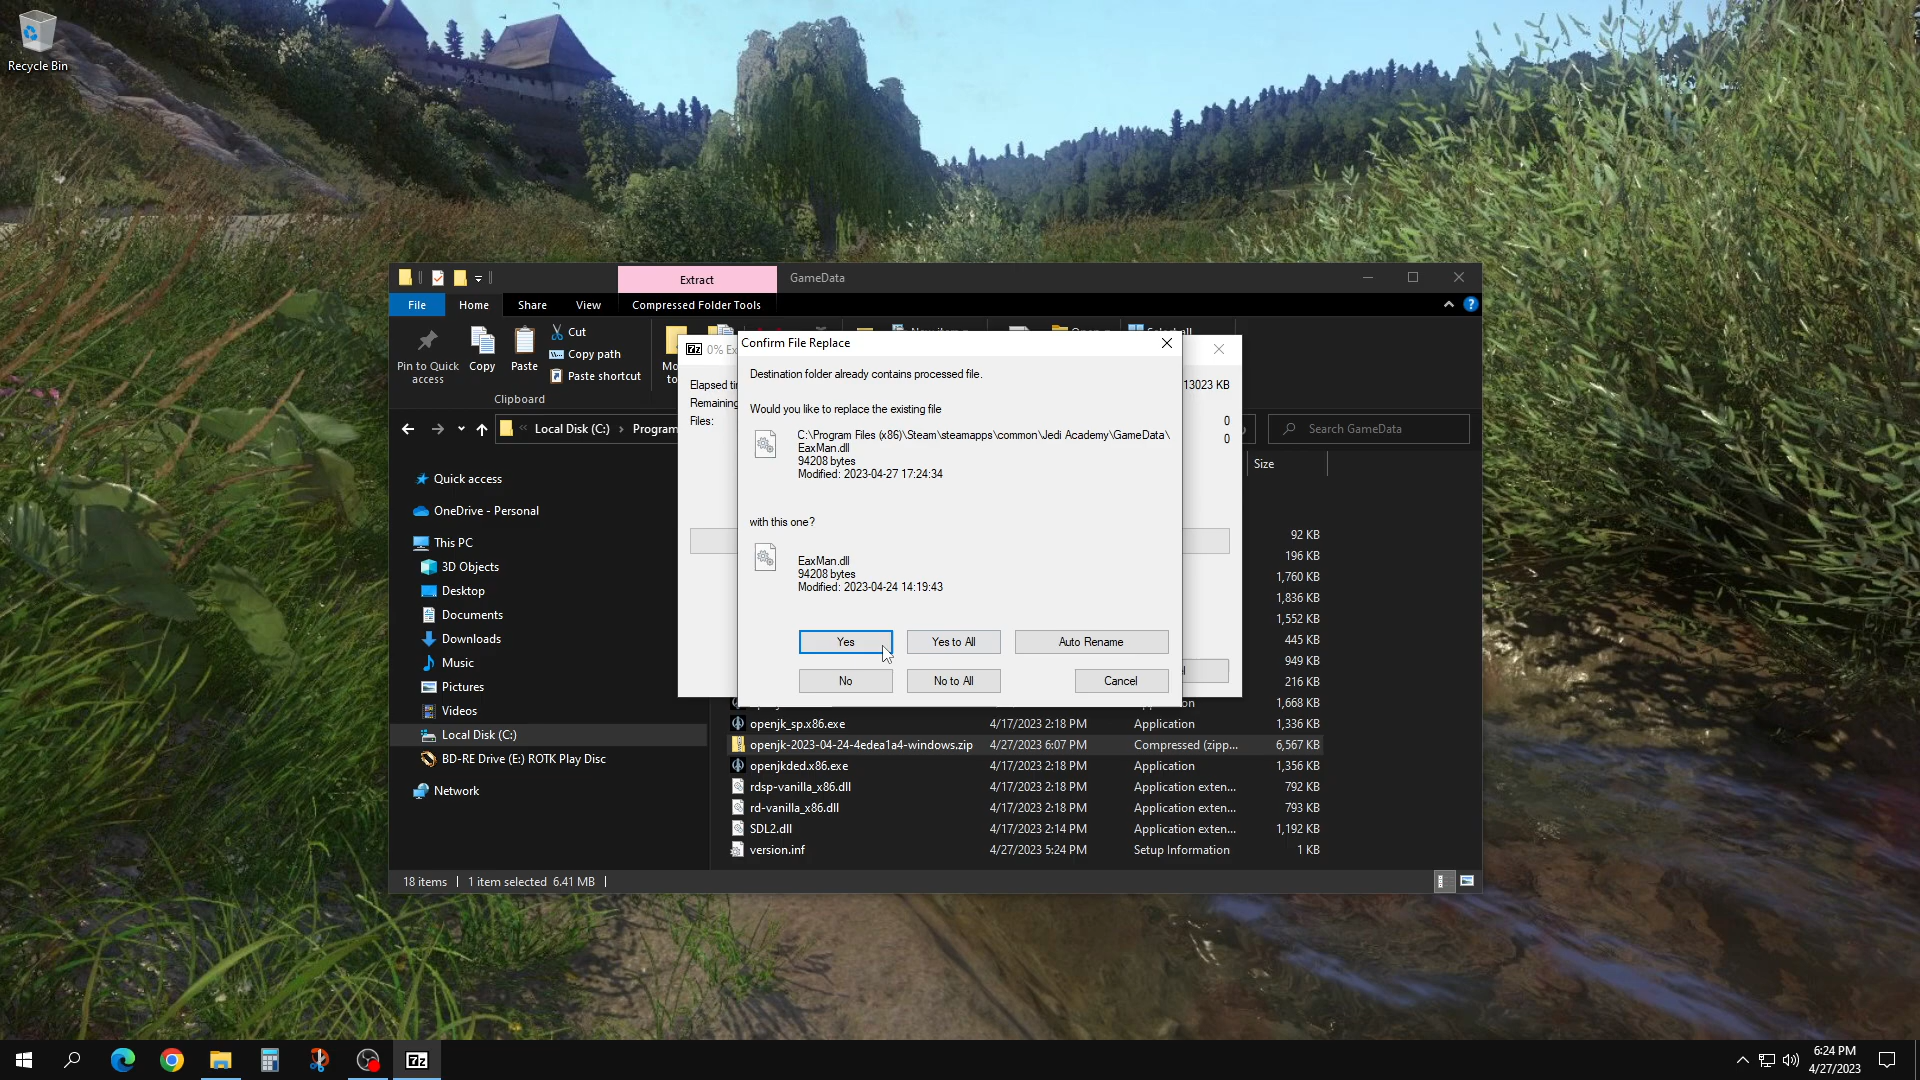 Recycle Bin
Extract
GameData
File
Home
Share
View
Compressed Folder Tools
Pin to Quick
access
Copy
Paste
Cut
Copy path
Paste shortcut
Clipboard
Local Disk (C:)
Search GameData
Size
Quick access
OneDrive - Personal
This PC
3D Objects
Desktop
Documents
Downloads
Music
Pictures
Videos
Local Disk (C:)
BD-RE Drive (E:) ROTK Play Disc
Network
0%
13023 KB
Files:
0
0
Confirm File Replace
Destination folder already contains processed file.
Would you like to replace the existing file
C:\Program Files (x86)\Steam\steamapps\common\Jedi Academy\GameData\
EaxMan.dll
94208 bytes
Modified: 2023-04-27 17:24:34
with this one?
EaxMan.dll
94208 bytes
Modified: 2023-04-24 14:19:43
Yes
Yes to All
Auto Rename
No
No to All
Cancel
92 KB
196 KB
1,760 KB
1,836 KB
1,552 KB
445 KB
949 KB
216 KB
1,668 KB
openjk_sp.x86.exe 4/17/2023 2:18 PM Application 1,336 KB
openjk-2023-04-24-4edea1a4-windows.zip 4/27/2023 6:07 PM Compressed (zipp... 6,567 KB
openjkded.x86.exe 4/17/2023 2:18 PM Application 1,356 KB
rdsp-vanilla_x86.dll 4/17/2023 2:18 PM Application exten... 792 KB
rd-vanilla_x86.dll 4/17/2023 2:18 PM Application exten... 793 KB
SDL2.dll 4/17/2023 2:14 PM Application exten... 1,192 KB
version.inf 4/27/2023 5:24 PM Setup Information 1 KB
18 items
1 item selected 6.41 MB
7z
6:24 PM
4/27/2023